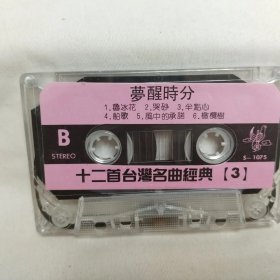 夢醒時分
1.魯冰花 2.哭砂 3.半點心
4.船歌 5.風中的承諾 6.橄欖樹
B
STEREO
S-1075
十二首台灣名曲經典【3】